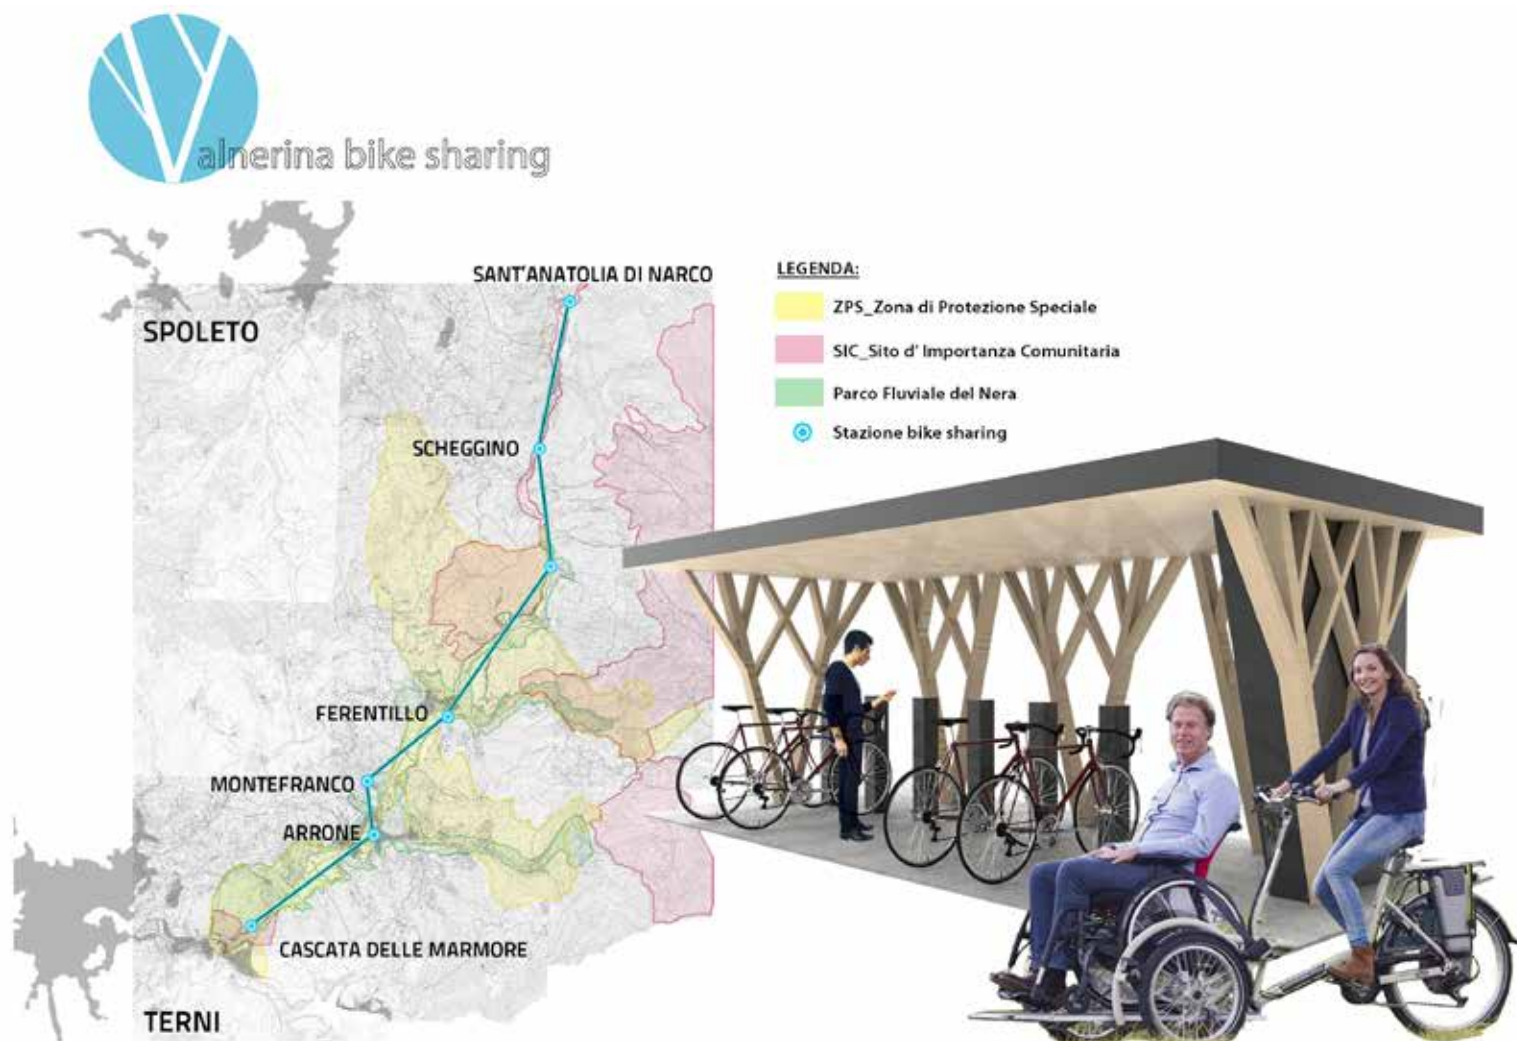 Valnerina bike sharing
SANT'ANATOLIA DI NARCO
SPOLETO
SCHEGGINO
FERENTILLO
MONTEFRANCO
ARRONE
CASCATA DELLE MARMORE
TERNI
LEGENDA:
ZPS_Zona di Protezione Speciale
SIC_Sito d' Importanza Comunitaria
Parco Fluviale del Nera
Stazione bike sharing